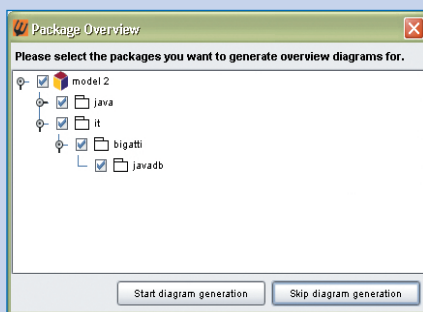 Package Overview
Please select the packages you want to generate overview diagrams for.
model 2
java
it
bigatti
javadb
Start diagram generation Skip diagram generation